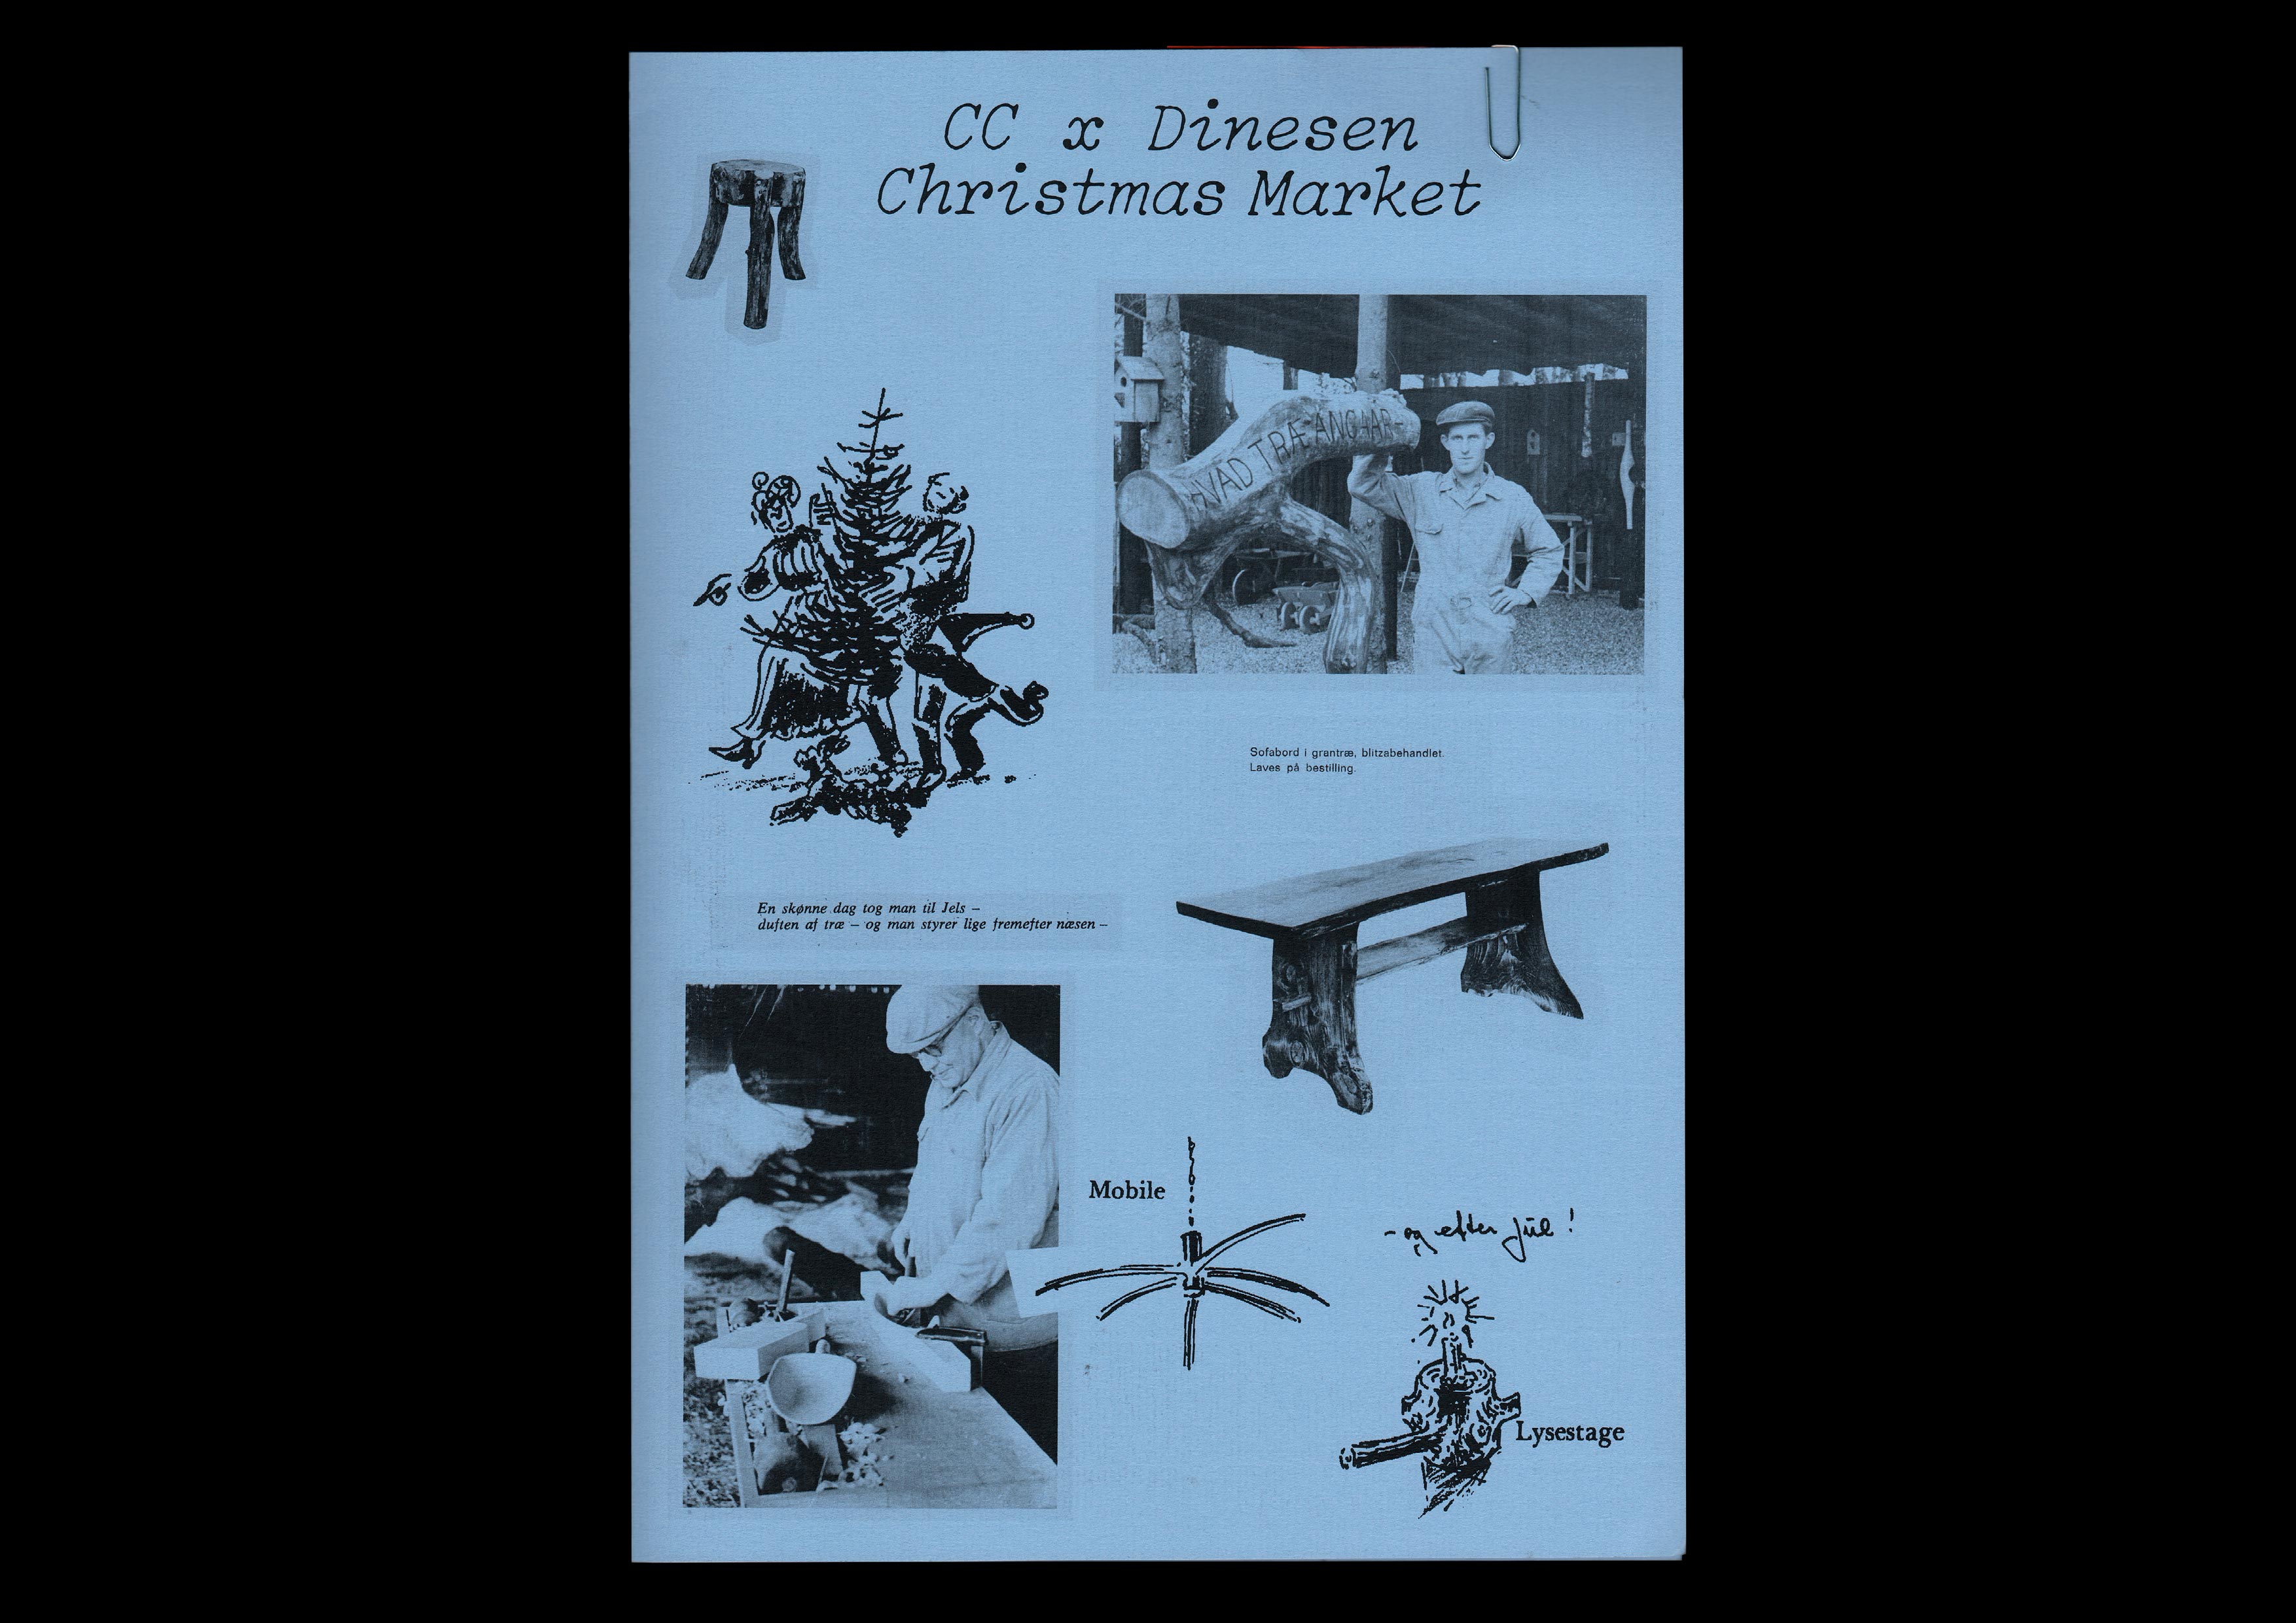 CC x Dinesen
Christmas Market
HVAD TRÆ ANGAAR-
Sofabord i grantræ, blitzabehandlet.
Laves på bestilling.
En skønne dag tog man til Jels –
duften af træ – og man styrer lige fremefter næsen –
Mobile
- og efter jul !
Lysestage